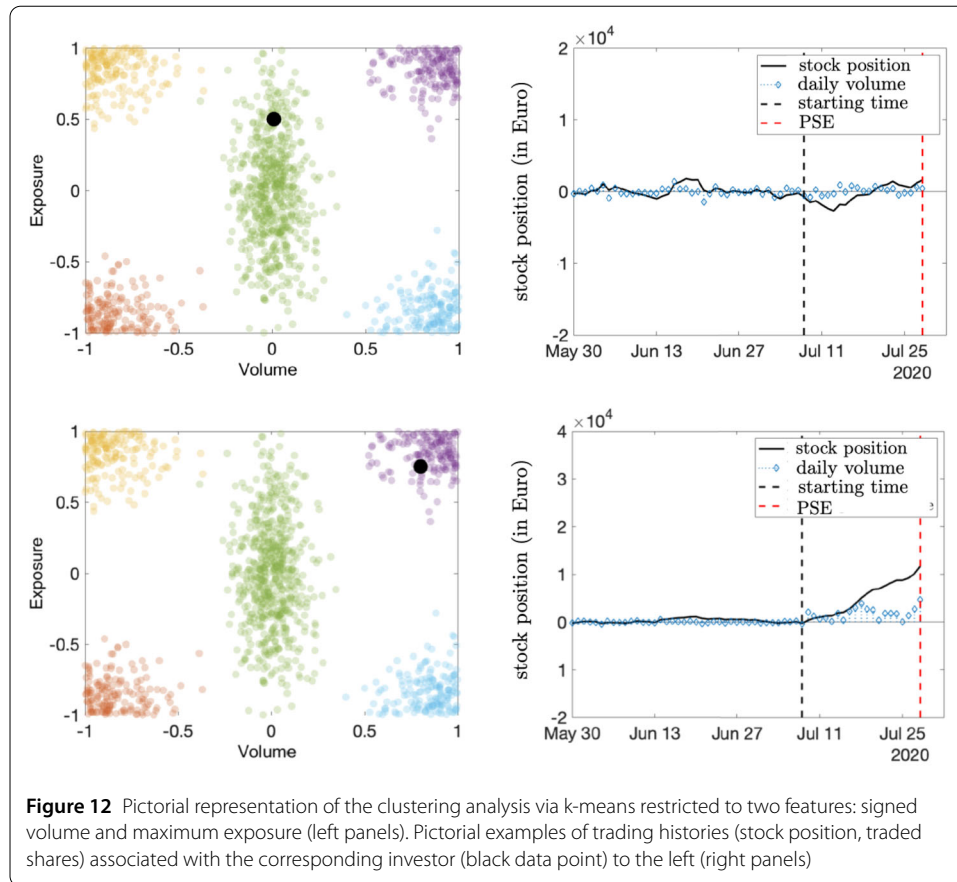 1
0.5
0
-0.5
-1
Exposure
-1
-0.5
0
0.5
1
Volume
×10⁴
2
1
0
-1
-2
stock position (in Euro)
stock position
daily volume
starting time
PSE
May 30
Jun 13
Jun 27
Jul 11
Jul 25
2020
1
0.5
0
-0.5
-1
Exposure
-1
-0.5
0
0.5
1
Volume
×10⁴
4
3
2
1
0
-1
-2
stock position (in Euro)
stock position
daily volume
starting time
PSE
May 30
Jun 13
Jun 27
Jul 11
Jul 25
2020
Figure 12 Pictorial representation of the clustering analysis via k-means restricted to two features: signed
volume and maximum exposure (left panels). Pictorial examples of trading histories (stock position, traded
shares) associated with the corresponding investor (black data point) to the left (right panels)